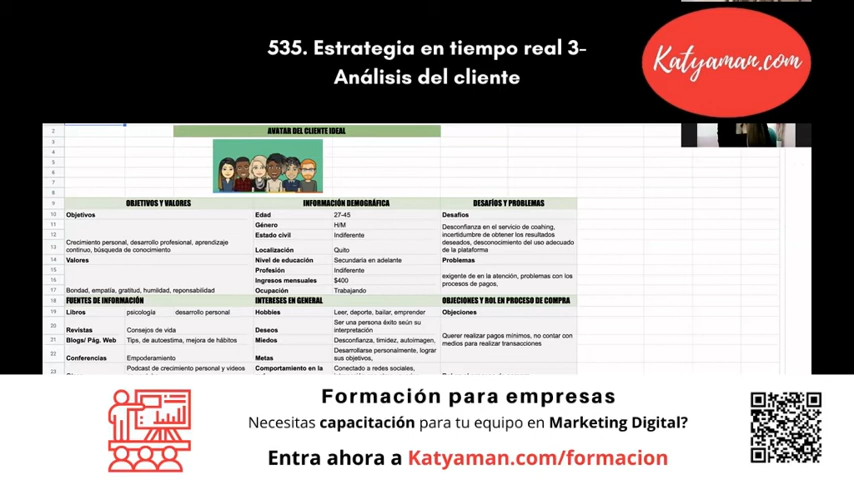 535. Estrategia en tiempo real 3-
Análisis del cliente
Katyaman.com
AVATAR DEL CLIENTE IDEAL
OBJETIVOS Y VALORES
INFORMACIÓN DEMOGRÁFICA
DESAFÍOS Y PROBLEMAS
Objetivos
Edad 27-45
Desafios
Género H/M
Desconfianza en el servicio de coahing,
Estado civil Indiferente
incertidumbre de obtener los resultados
Crecimiento personal, desarrollo profesional, aprendizaje
continuo, búsqueda de conocimiento
Localización Quito
deseados, desconocimiento del uso adecuado
de la plataforma
Valores
Nivel de educación Secundaria en adelante
Problemas
Profesión Indiferente
Ingresos mensuales $400
exigente de en la atención, problemas con los
procesos de pagos,
Bondad, empatía, gratitud, humildad, reponsabilidad
Ocupación Trabajando
FUENTES DE INFORMACIÓN
INTERESES EN GENERAL
OBJECIONES Y ROL EN PROCESO DE COMPRA
Libros psicología desarrollo personal
Hobbies Leer, deporte, bailar, emprender
Objeciones
Revistas Consejos de vida
Deseos Ser una persona éxito seún su
interpretación
Blogs/ Pág. Web Tips, de autoestima, mejora de hábitos
Miedos Desconfianza, timidez, autoimagen,
Querer realizar pagos mínimos, no contar con
medios para realizar transacciones
Conferencias Empoderamiento
Metas Desarrollarse personalmente, lograr
sus objetivos,
Podcast de crecimiento personal y videos
Comportamiento en la Conectado a redes sociales,
Formación para empresas
Necesitas capacitación para tu equipo en Marketing Digital?
Entra ahora a Katyaman.com/formacion